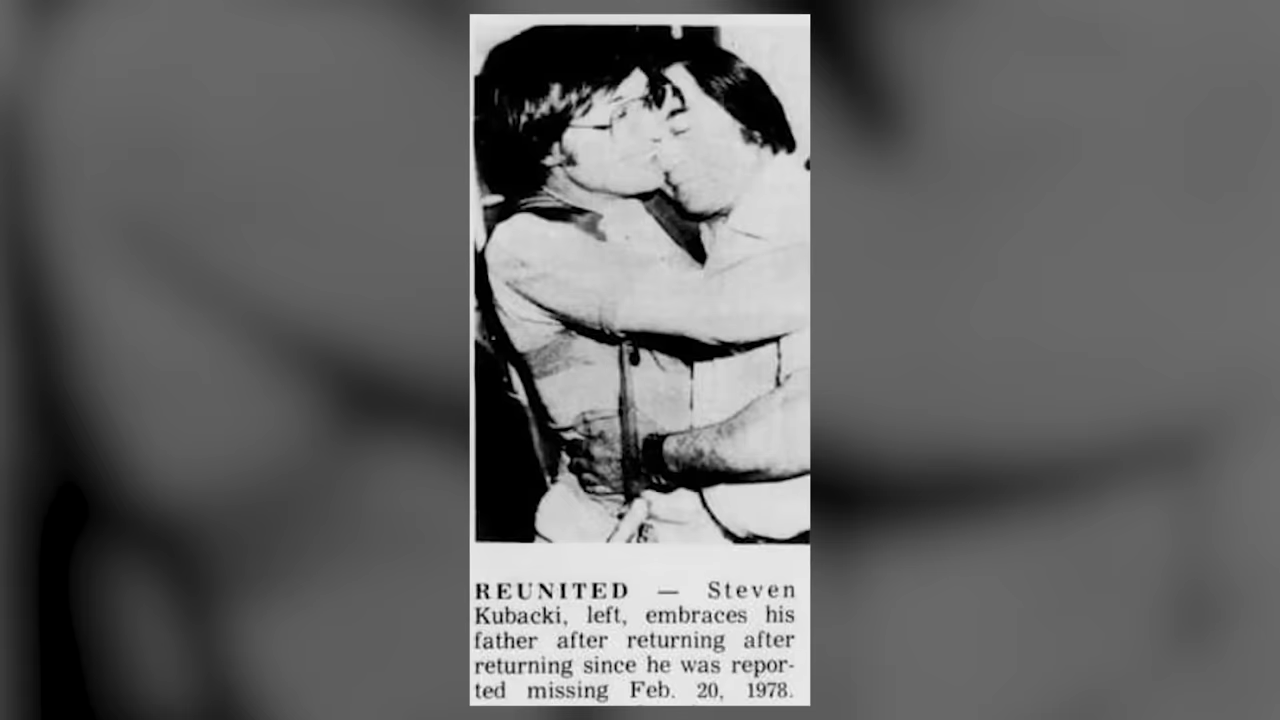 REUNITED — Steven
Kubacki, left, embraces his
father after returning after
returning since he was repor-
ted missing Feb. 20, 1978.